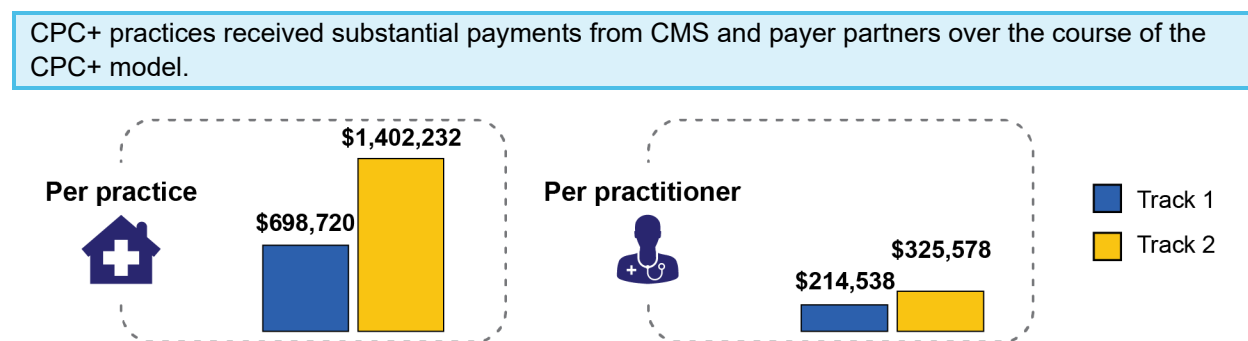 CPC+ practices received substantial payments from CMS and payer partners over the course of the
CPC+ model.
Per practice
$698,720
$1,402,232
Per practitioner
$214,538
$325,578
Track 1
Track 2